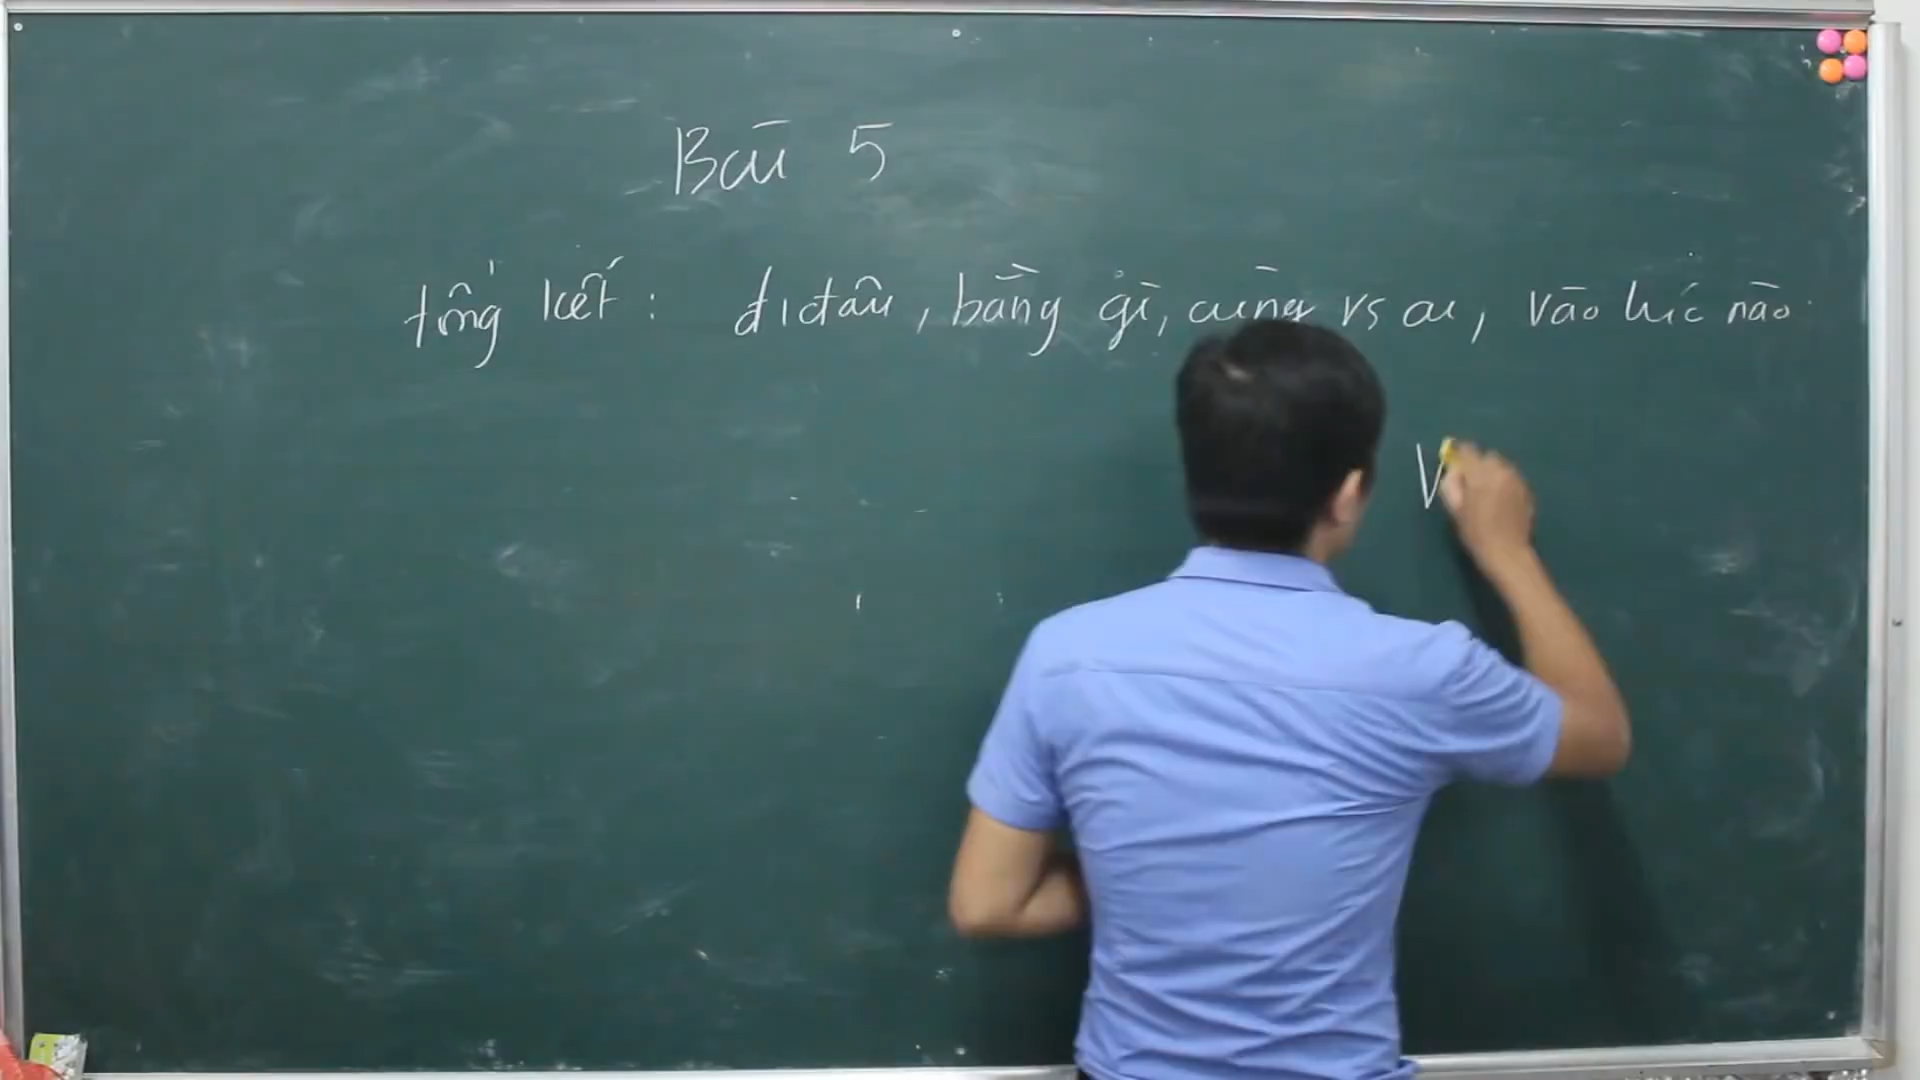 Bài 5
tổng kết : đi đâu, bằng gì, cùng vs ai, vào lúc nào
V